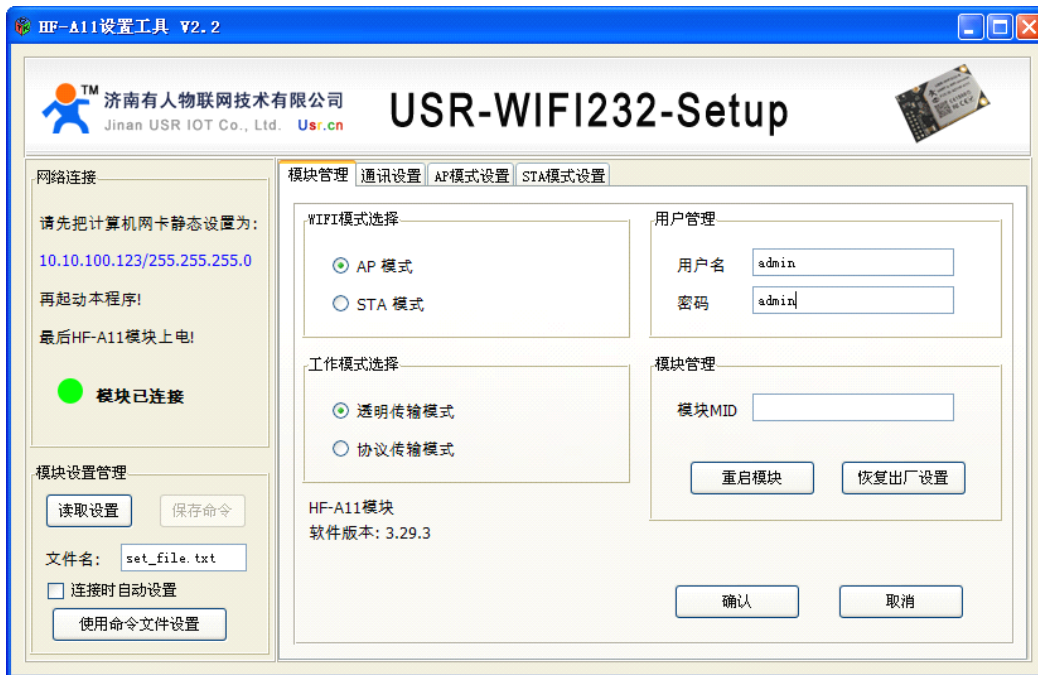 HF-A11设置工具 V2.2
TM
济南有人物联网技术有限公司
Jinan USR IOT Co., Ltd. Usr.cn
USR-WIFI232-Setup
网络连接
请先把计算机网卡静态设置为:
10.10.100.123/255.255.255.0
再起动本程序!
最后HF-A11模块上电!
模块已连接
模块设置管理
读取设置 保存命令
文件名: set_file.txt
连接时自动设置
使用命令文件设置
模块管理 通讯设置 AP模式设置 STA模式设置
WIFI模式选择
AP 模式
STA 模式
用户管理
用户名 admin
密码 admin
工作模式选择
透明传输模式
协议传输模式
模块管理
模块MID
重启模块 恢复出厂设置
HF-A11模块
软件版本: 3.29.3
确认 取消